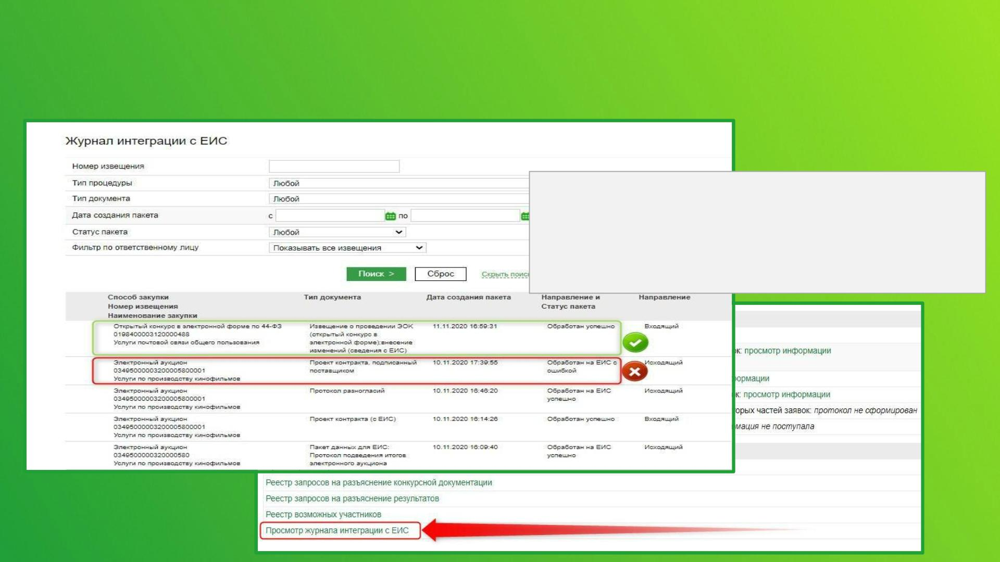 Журнал интеграции с ЕИС
Номер извещения
Тип процедуры Любой
Тип документа Любой
Дата создания пакета с по
Статус пакета Любой
Фильтр по ответственному лицу Показывать все извещения
Поиск > Сброс Скрыть поиск
Способ закупки Тип документа Дата создания пакета Направление и Направление
Номер извещения Статус пакета
Наименование закупки
Открытый конкурс в электронной форме по 44-ФЗ Извещение о проведении ЭОК 11.11.2020 16:59:31 Обработан успешно Входящий
0198400003120000488 (открытый конкурс в
Услуги почтовой связи общего пользования электронной форме);внесение
изменений (сведения с ЕИС)
Электронный аукцион Проект контракта, подписанный 10.11.2020 17:39:55 Обработан на ЕИС с Исходящий
03495000003200005800001 поставщиком ошибкой
Услуги по производству кинофильмов
Электронный аукцион Протокол разногласий 10.11.2020 16:46:20 Обработан на ЕИС Исходящий
03495000003200005800001 успешно
Услуги по производству кинофильмов
Электронный аукцион Проект контракта (с ЕИС) 10.11.2020 16:14:26 Обработан успешно Входящий
03495000003200005800001
Услуги по производству кинофильмов
Электронный аукцион Пакет данных для ЕИС: 10.11.2020 16:09:40 Обработан на ЕИС Исходящий
0349500000320000580 Протокол подведения итогов успешно
Услуги по производству кинофильмов электронного аукциона
ок: просмотр информации
формации
к: просмотр информации
орых частей заявок: протокол не сформирован
мация не поступала
Реестр запросов на разъяснение конкурсной документации
Реестр запросов на разъяснение результатов
Реестр возможных участников
Просмотр журнала интеграции с ЕИС